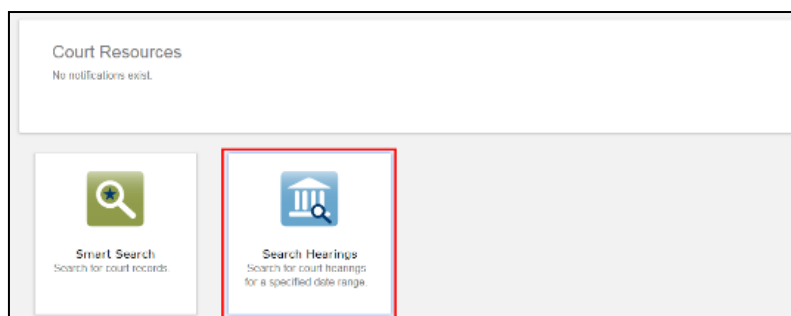 Court Resources
No notifications exist.
Smart Search
Search for court records.
Search Hearings
Search for court hearings
for a specified date range.